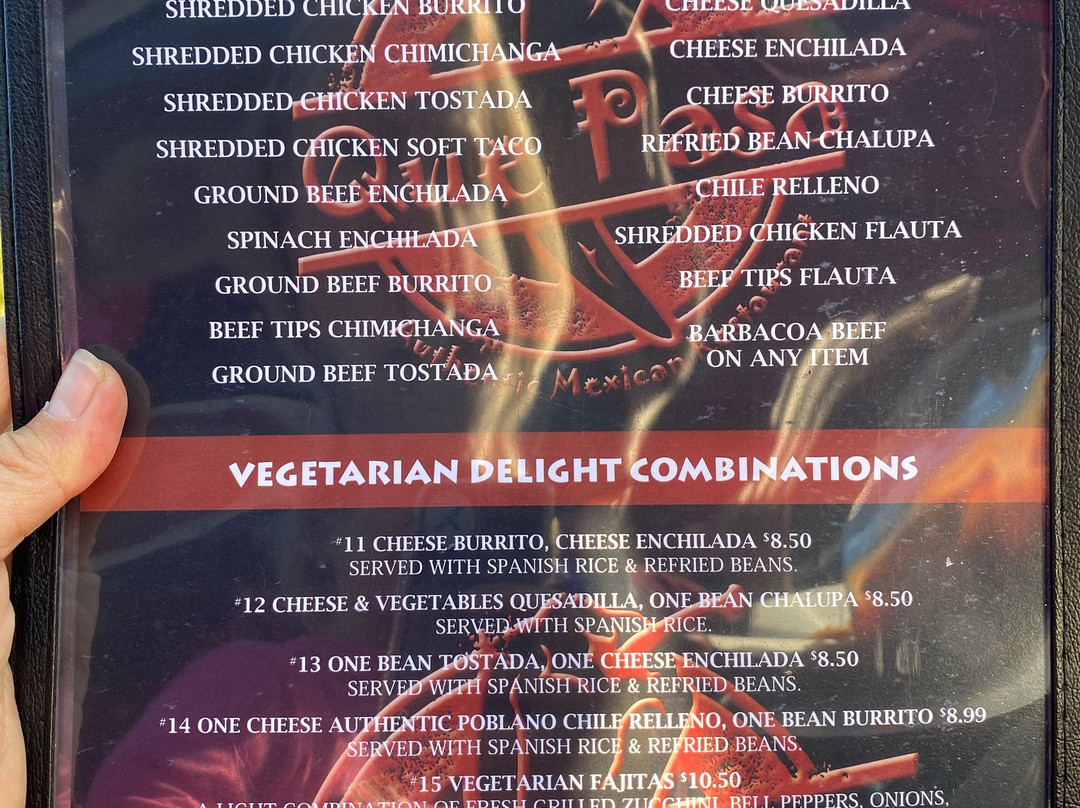 SHREDDED CHICKEN BURRITO
SHREDDED CHICKEN CHIMICHANGA
SHREDDED CHICKEN TOSTADA
SHREDDED CHICKEN SOFT TACO
GROUND BEEF ENCHILADA
SPINACH ENCHILADA
GROUND BEEF BURRITO
BEEF TIPS CHIMICHANGA
GROUND BEEF TOSTADA
CHEESE QUESADILLA
CHEESE ENCHILADA
CHEESE BURRITO
REFRIED BEAN CHALUPA
CHILE RELLENO
SHREDDED CHICKEN FLAUTA
BEEF TIPS FLAUTA
BARBACOA BEEF
ON ANY ITEM
Que Pasa
Authentic Mexican Restaurant
VEGETARIAN DELIGHT COMBINATIONS
#11 CHEESE BURRITO, CHEESE ENCHILADA $8.50
SERVED WITH SPANISH RICE & REFRIED BEANS.
#12 CHEESE & VEGETABLES QUESADILLA, ONE BEAN CHALUPA $8.50
SERVED WITH SPANISH RICE.
#13 ONE BEAN TOSTADA, ONE CHEESE ENCHILADA $8.50
SERVED WITH SPANISH RICE & REFRIED BEANS.
#14 ONE CHEESE AUTHENTIC POBLANO CHILE RELLENO, ONE BEAN BURRITO $8.99
SERVED WITH SPANISH RICE & REFRIED BEANS.
#15 VEGETARIAN FAJITAS $10.50
A LIGHT COMBINATION OF FRESH GRILLED ZUCCHINI, BELL PEPPERS, ONIONS,